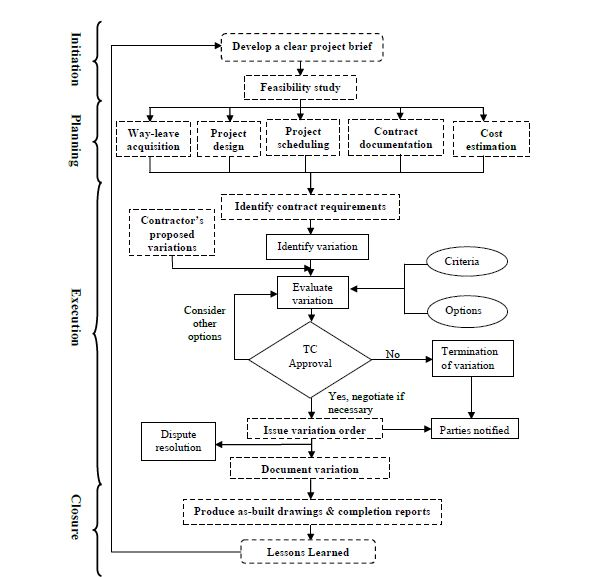 Initiation
Develop a clear project brief
Feasibility study
Planning
Way-leave
acquisition
Project
design
Project
scheduling
Contract
documentation
Cost
estimation
Execution
Identify contract requirements
Contractor's
proposed
variations
Identify variation
Evaluate
variation
Criteria
Options
Consider
other
options
TC
Approval
No
Termination
of variation
Yes, negotiate if
necessary
Issue variation order
Parties notified
Dispute
resolution
Document variation
Closure
Produce as-built drawings & completion reports
Lessons Learned